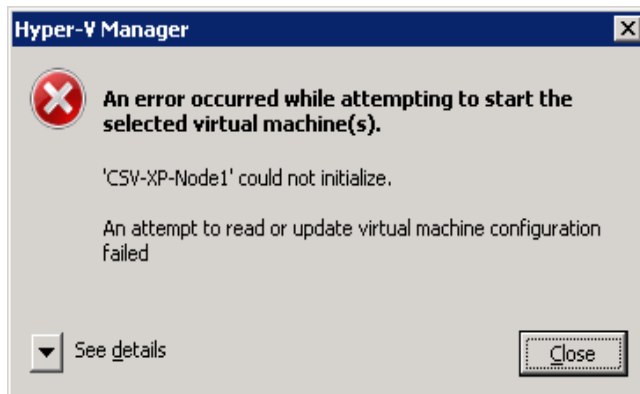 Hyper-V Manager
An error occurred while attempting to start the
selected virtual machine(s).
'CSV-XP-Node1' could not initialize.
An attempt to read or update virtual machine configuration
failed
See details
Close